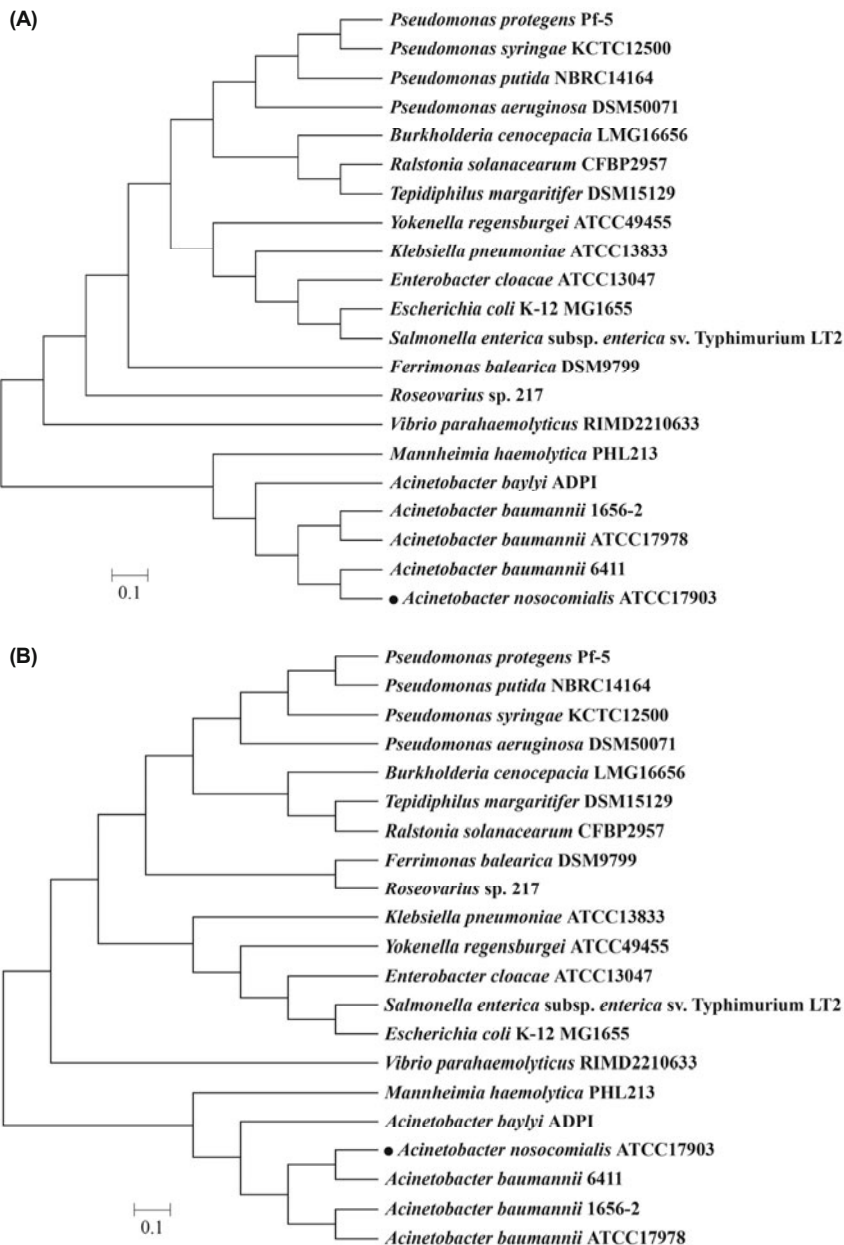 (A)
Pseudomonas protegens Pf-5
Pseudomonas syringae KCTC12500
Pseudomonas putida NBRC14164
Pseudomonas aeruginosa DSM50071
Burkholderia cenocepacia LMG16656
Ralstonia solanacearum CFBP2957
Tepidiphilus margaritifer DSM15129
Yokenella regensburgei ATCC49455
Klebsiella pneumoniae ATCC13833
Enterobacter cloacae ATCC13047
Escherichia coli K-12 MG1655
Salmonella enterica subsp. enterica sv. Typhimurium LT2
Ferrimonas balearica DSM9799
Roseovarius sp. 217
Vibrio parahaemolyticus RIMD2210633
Mannheimia haemolytica PHL213
Acinetobacter baylyi ADPI
Acinetobacter baumannii 1656-2
Acinetobacter baumannii ATCC17978
Acinetobacter baumannii 6411
● Acinetobacter nosocomialis ATCC17903
0.1
(B)
Pseudomonas protegens Pf-5
Pseudomonas putida NBRC14164
Pseudomonas syringae KCTC12500
Pseudomonas aeruginosa DSM50071
Burkholderia cenocepacia LMG16656
Tepidiphilus margaritifer DSM15129
Ralstonia solanacearum CFBP2957
Ferrimonas balearica DSM9799
Roseovarius sp. 217
Klebsiella pneumoniae ATCC13833
Yokenella regensburgei ATCC49455
Enterobacter cloacae ATCC13047
Salmonella enterica subsp. enterica sv. Typhimurium LT2
Escherichia coli K-12 MG1655
Vibrio parahaemolyticus RIMD2210633
Mannheimia haemolytica PHL213
Acinetobacter baylyi ADPI
● Acinetobacter nosocomialis ATCC17903
Acinetobacter baumannii 6411
Acinetobacter baumannii 1656-2
Acinetobacter baumannii ATCC17978
0.1